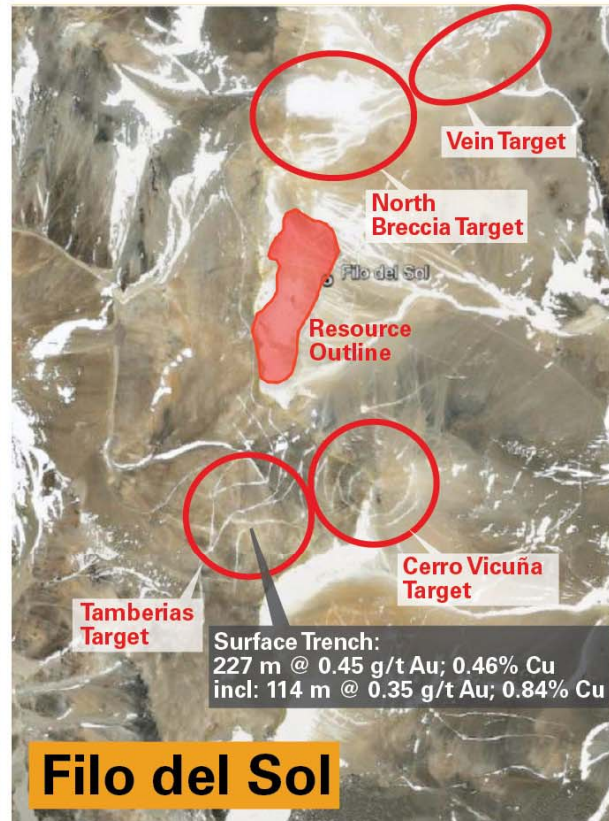 Vein Target
North
Breccia Target
Filo del Sol
Resource
Outline
Cerro Vicuña
Target
Tamberias
Target
Surface Trench:
227 m @ 0.45 g/t Au; 0.46% Cu
incl: 114 m @ 0.35 g/t Au; 0.84% Cu
Filo del Sol